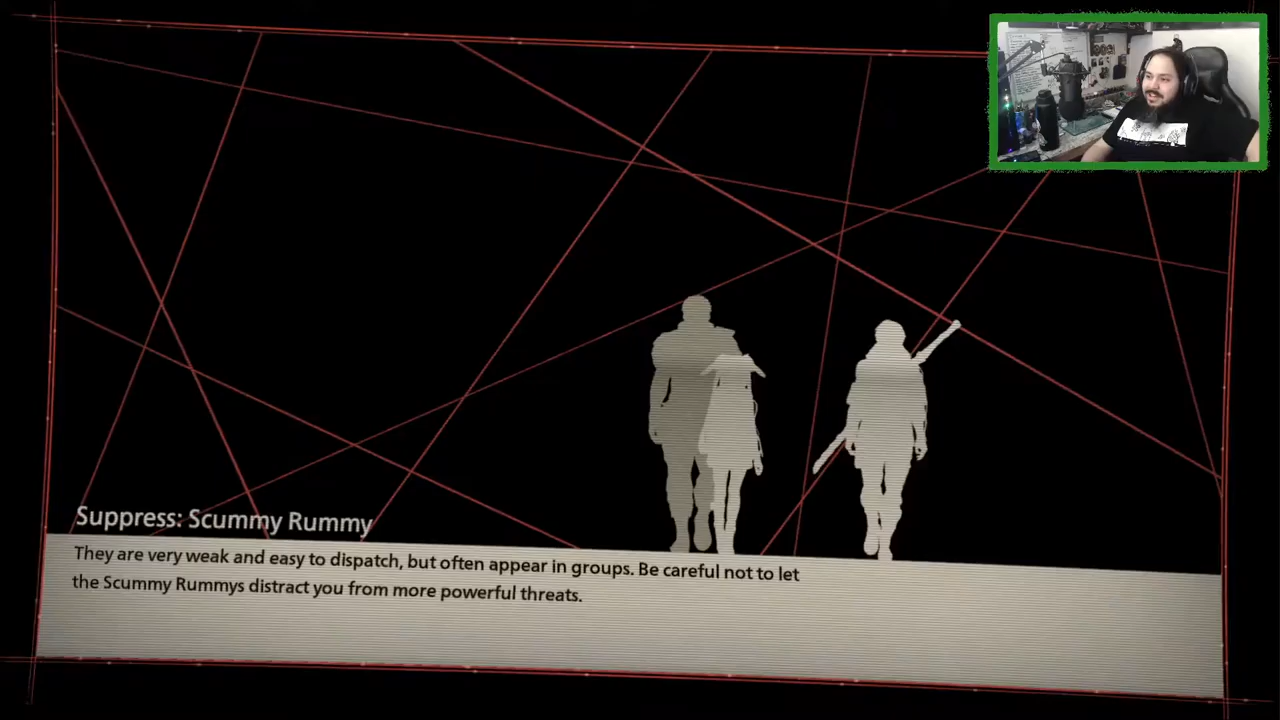 Suppress: Scummy Rummy
They are very weak and easy to dispatch, but often appear in groups. Be careful not to let
the Scummy Rummys distract you from more powerful threats.